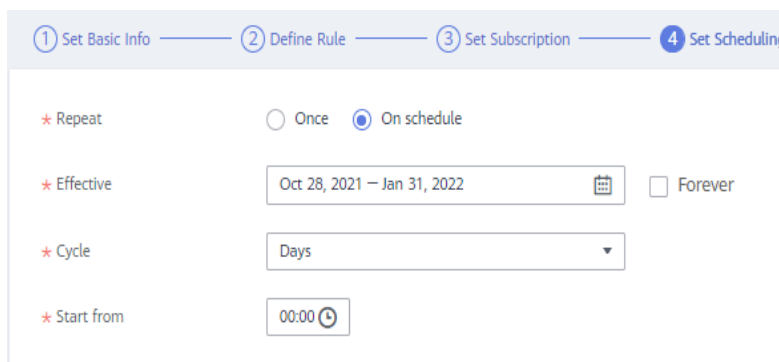 1 Set Basic Info 2 Define Rule 3 Set Subscription 4 Set Scheduling
* Repeat Once On schedule
* Effective Oct 28, 2021 — Jan 31, 2022 Forever
* Cycle Days
* Start from 00:00